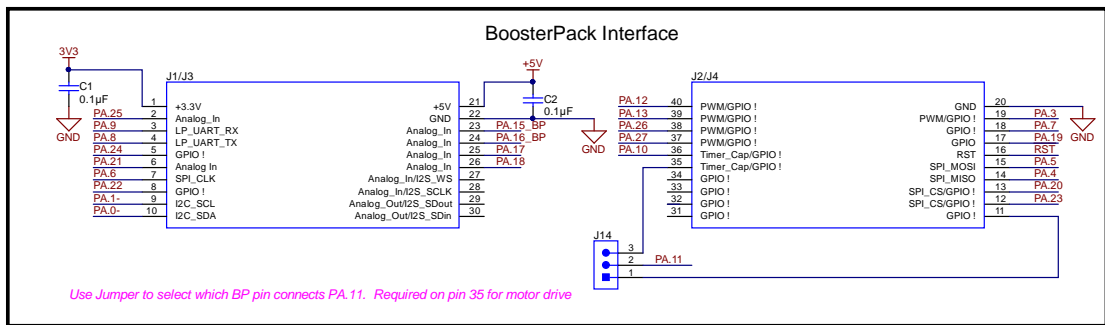 BoosterPack Interface
3V3
C1
0.1µF
GND
J1/J3
+5V
C2
0.1µF
GND
1 +3.3V +5V 21
PA.25 2 Analog_In GND 22
PA.9 3 LP_UART_RX Analog_In 23 PA.15_BP
PA.8 4 LP_UART_TX Analog_In 24 PA.16_BP
PA.24 5 GPIO ! Analog_In 25 PA.17
PA.21 6 Analog In Analog_In 26 PA.18
PA.6 7 SPI_CLK Analog_In/I2S_WS 27
PA.22 8 GPIO ! Analog_In/I2S_SCLK 28
PA.1- 9 I2C_SCL Analog_Out/I2S_SDout 29
PA.0- 10 I2C_SDA Analog_Out/I2S_SDin 30
J2/J4
PA.12 40 PWM/GPIO ! GND 20
PA.13 39 PWM/GPIO ! PWM/GPIO ! 19 PA.3
PA.26 38 PWM/GPIO ! GPIO ! 18 PA.7
PA.27 37 PWM/GPIO ! GPIO 17 PA.19
PA.10 36 Timer_Cap/GPIO ! RST 16 RST
35 Timer_Cap/GPIO ! SPI_MOSI 15 PA.5
34 GPIO ! SPI_MISO 14 PA.4
33 GPIO ! SPI_CS/GPIO ! 13 PA.20
32 GPIO ! SPI_CS/GPIO ! 12 PA.23
31 GPIO ! GPIO ! 11
GND
J14
3
2 PA.11
1
Use Jumper to select which BP pin connects PA.11. Required on pin 35 for motor drive